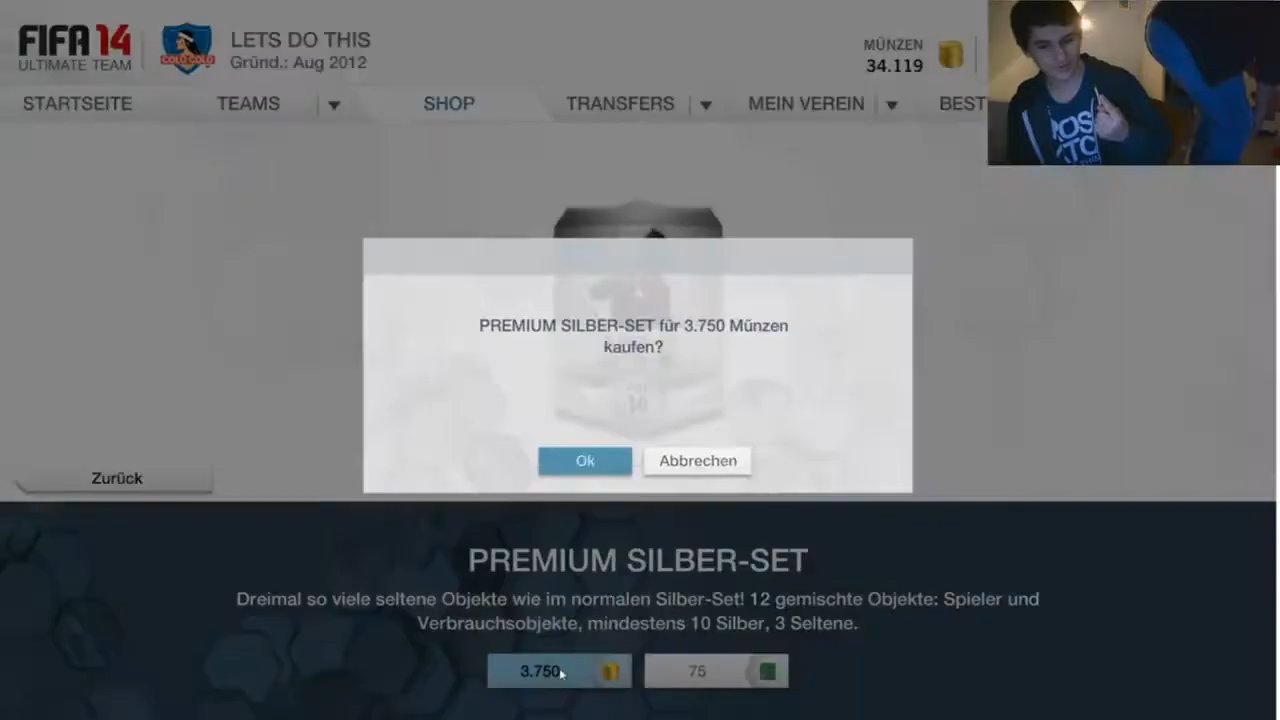 FIFA 14
ULTIMATE TEAM
COLO COLO
LETS DO THIS
Gründ.: Aug 2012
MÜNZEN
34.119
STARTSEITE
TEAMS
SHOP
TRANSFERS
MEIN VEREIN
BEST
PREMIUM SILBER-SET für 3.750 Münzen
kaufen?
Ok
Abbrechen
Zurück
PREMIUM SILBER-SET
Dreimal so viele seltene Objekte wie im normalen Silber-Set! 12 gemischte Objekte: Spieler und
Verbrauchsobjekte, mindestens 10 Silber, 3 Seltene.
3.750
75